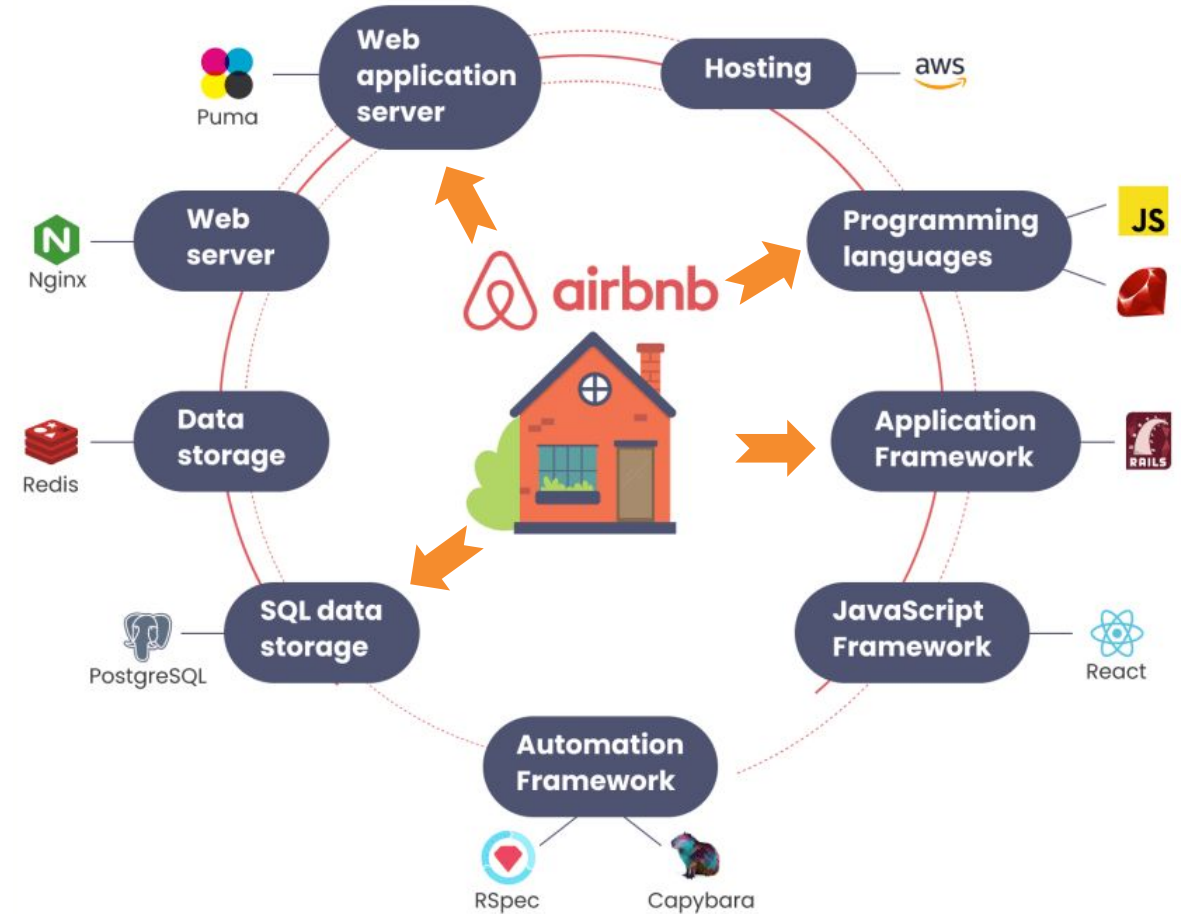 Web
application
server
Hosting
aws
Puma
Web
server
Nginx
Programming
languages
JS
airbnb
Data
storage
Redis
Application
Framework
RAILS
SQL data
storage
PostgreSQL
JavaScript
Framework
React
Automation
Framework
RSpec
Capybara